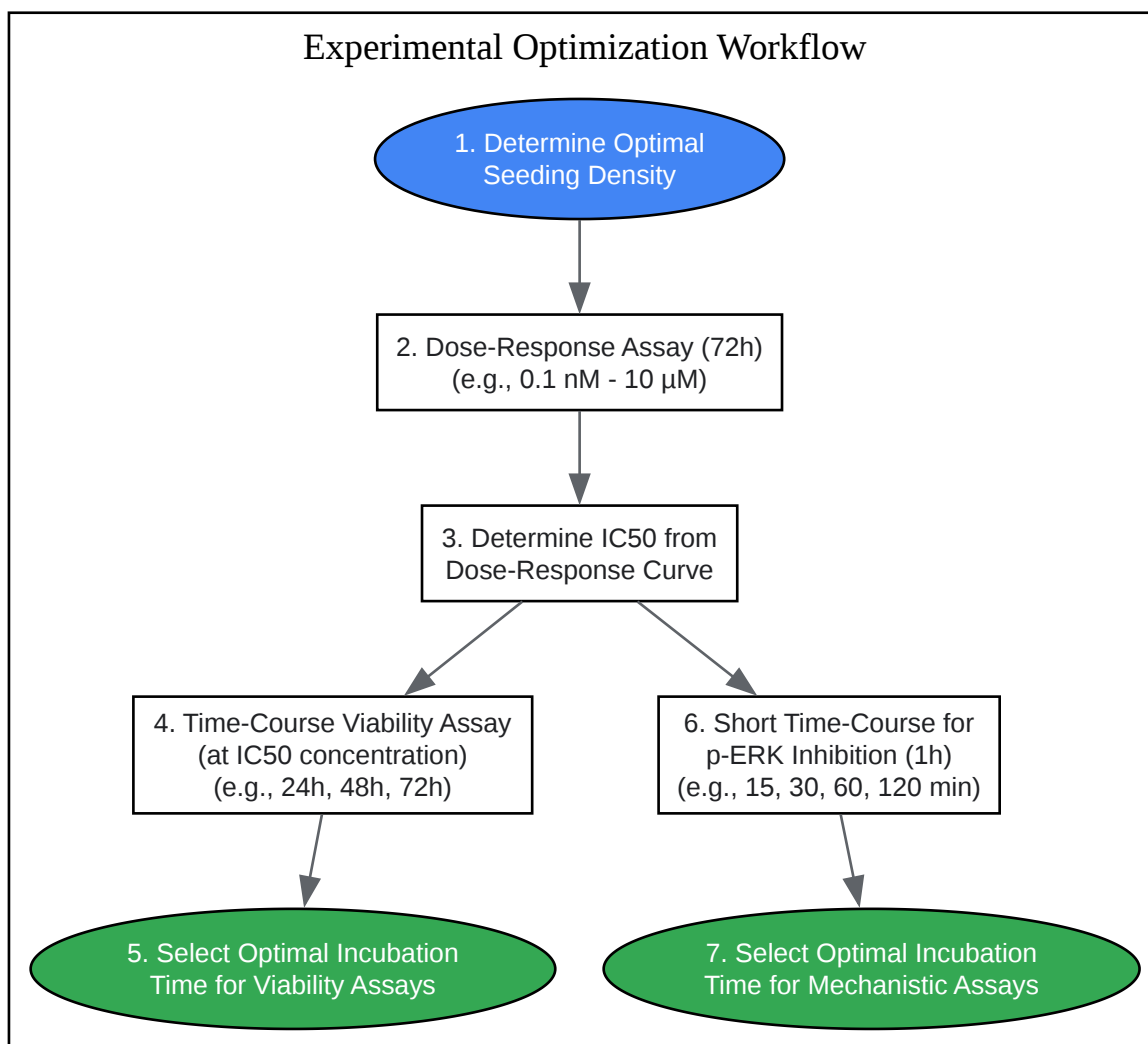 Experimental Optimization Workflow
1. Determine Optimal
Seeding Density
2. Dose-Response Assay (72h)
(e.g., 0.1 nM - 10 µM)
3. Determine IC50 from
Dose-Response Curve
4. Time-Course Viability Assay
(at IC50 concentration)
(e.g., 24h, 48h, 72h)
5. Select Optimal Incubation
Time for Viability Assays
6. Short Time-Course for
p-ERK Inhibition (1h)
(e.g., 15, 30, 60, 120 min)
7. Select Optimal Incubation
Time for Mechanistic Assays